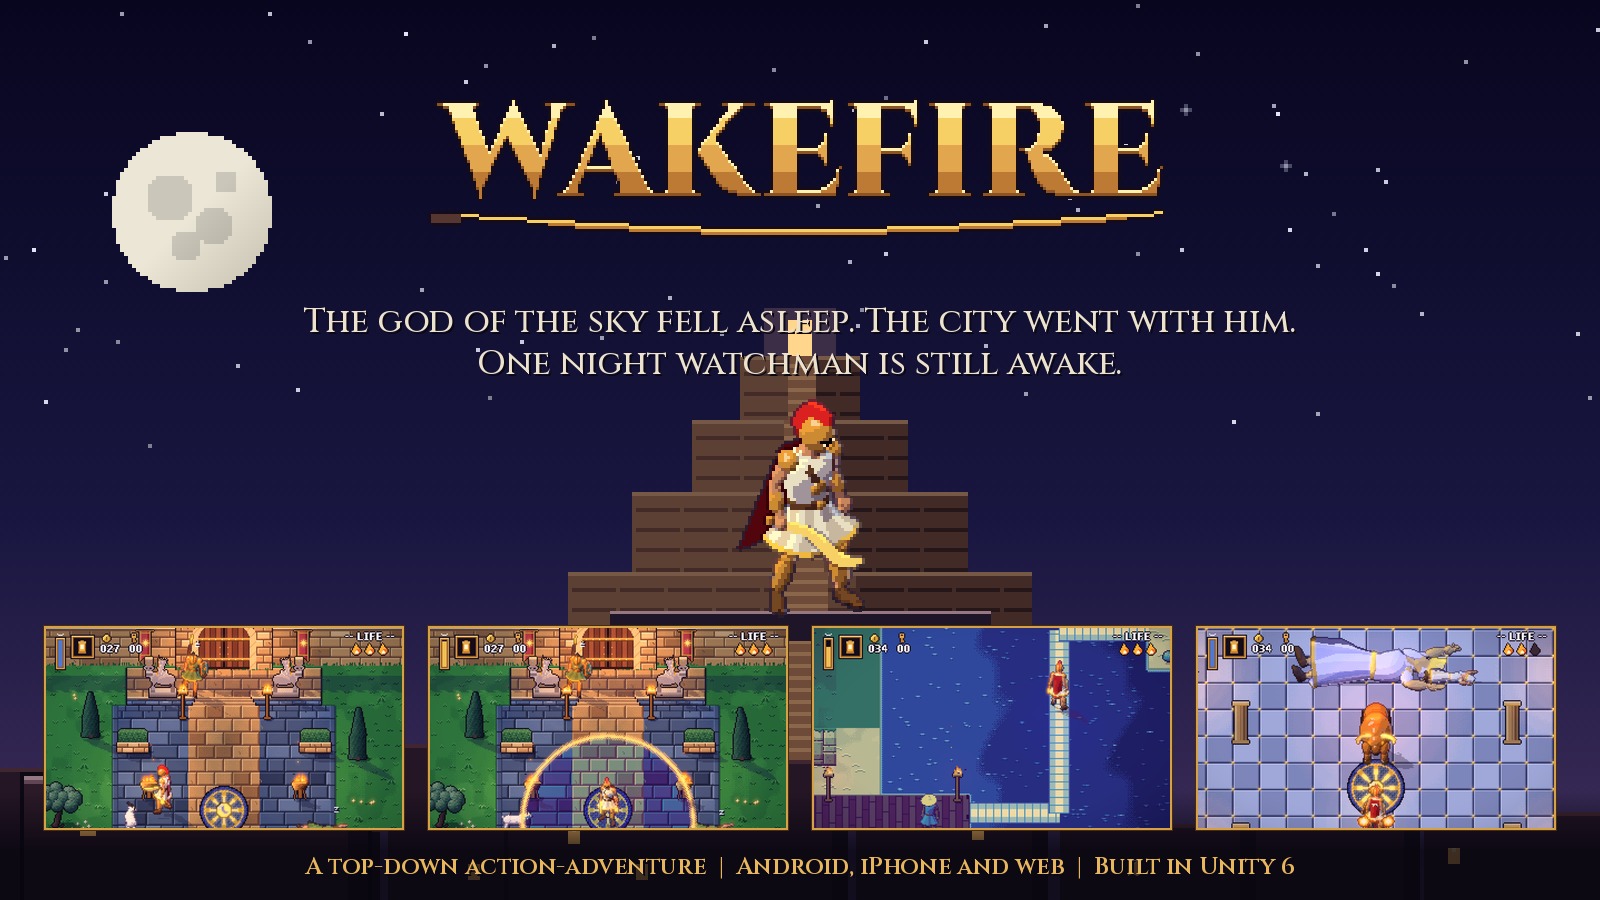 WAKEFIRE
THE GOD OF THE SKY FELL ASLEEP. THE CITY WENT WITH HIM.
ONE NIGHT WATCHMAN IS STILL AWAKE.
027 00 -- LIFE --
027 00 -- LIFE --
034 00 -- LIFE --
034 00 -- LIFE --
z
z
A TOP-DOWN ACTION-ADVENTURE | ANDROID, IPHONE AND WEB | BUILT IN UNITY 6